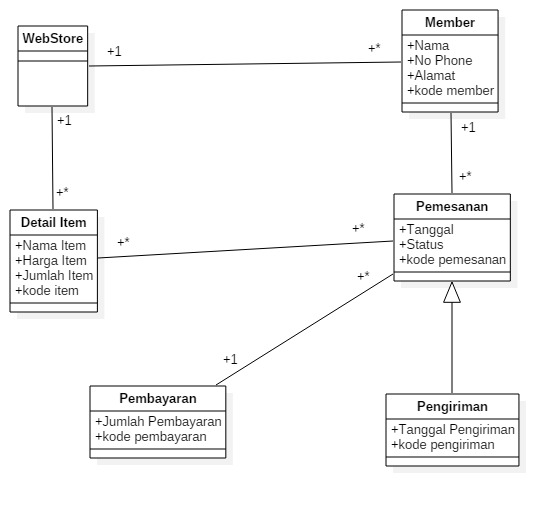 WebStore
+1
+*
Member
+Nama
+No Phone
+Alamat
+kode member
+1
+1
+*
+*
Detail Item
+Nama Item
+Harga Item
+Jumlah Item
+kode item
+*
+*
Pemesanan
+Tanggal
+Status
+kode pemesanan
+*
+1
Pembayaran
+Jumlah Pembayaran
+kode pembayaran
Pengiriman
+Tanggal Pengiriman
+kode pengiriman